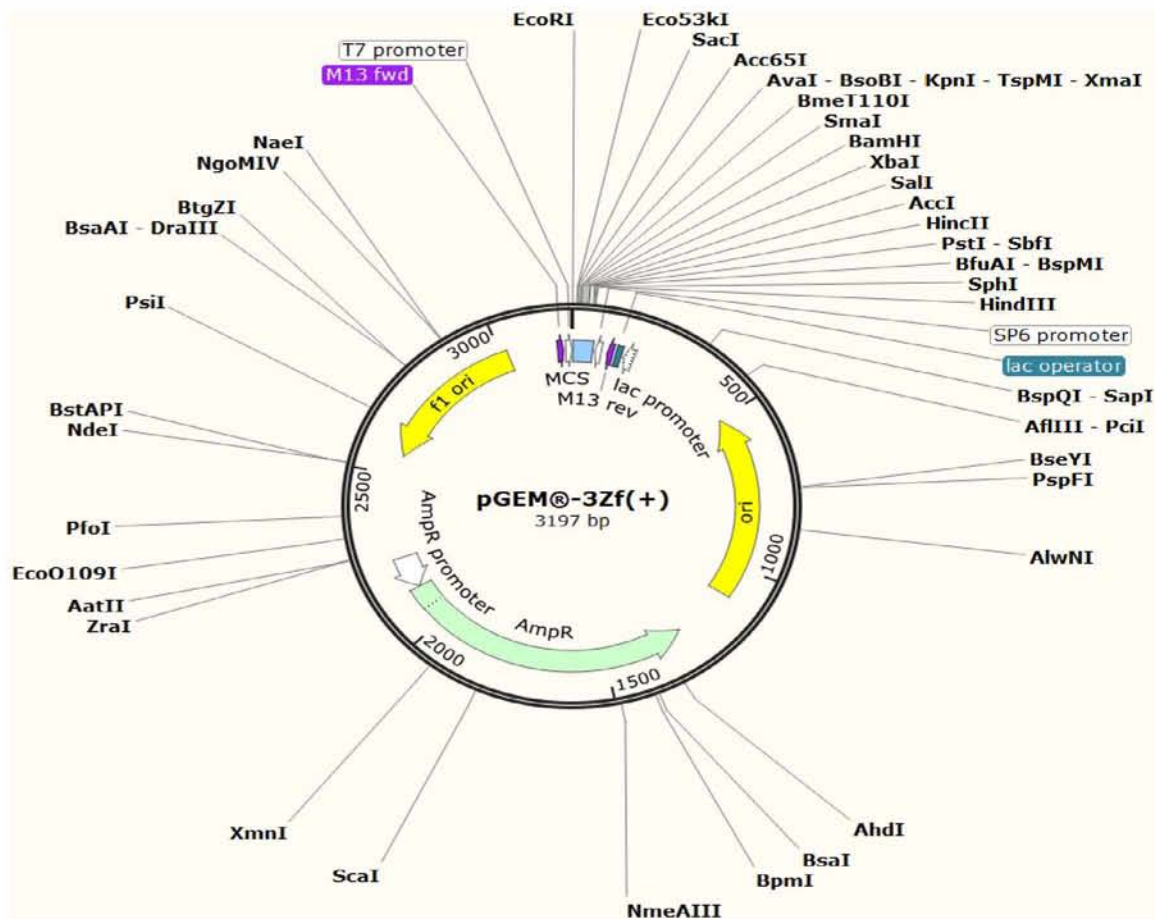 EcoRI
Eco53kI
SacI
T7 promoter
M13 fwd
Acc65I
AvaI - BsoBI - KpnI - TspMI - XmaI
BmeT110I
SmaI
BamHI
XbaI
SalI
AccI
HincII
PstI - SbfI
BfuAI - BspMI
SphI
HindIII
SP6 promoter
lac operator
BspQI - SapI
AflIII - PciI
BseYI
PspFI
AlwNI
NaeI
NgoMIV
BtgZI
BsaAI - DraIII
PsiI
BstAPI
NdeI
PfoI
EcoO109I
AatII
ZraI
XmnI
ScaI
NmeAIII
BpmI
BsaI
AhdI
3000
500
2500
1000
2000
1500
f1 ori
MCS
M13 rev
lac promoter
ori
pGEM®-3Zf(+)
3197 bp
AmpR promoter
AmpR